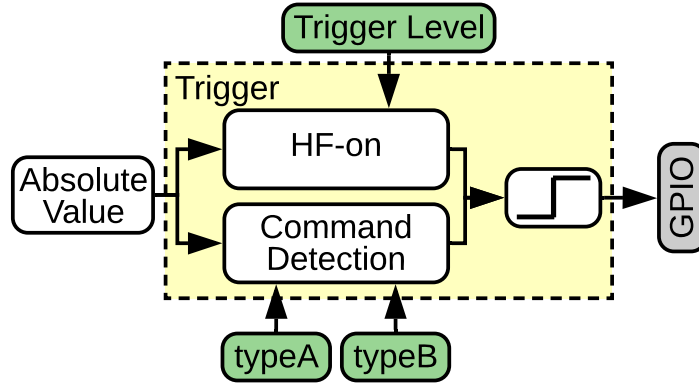 Trigger Level
Trigger
HF-on
Absolute
Value
Command
Detection
GPIO
typeA
typeB